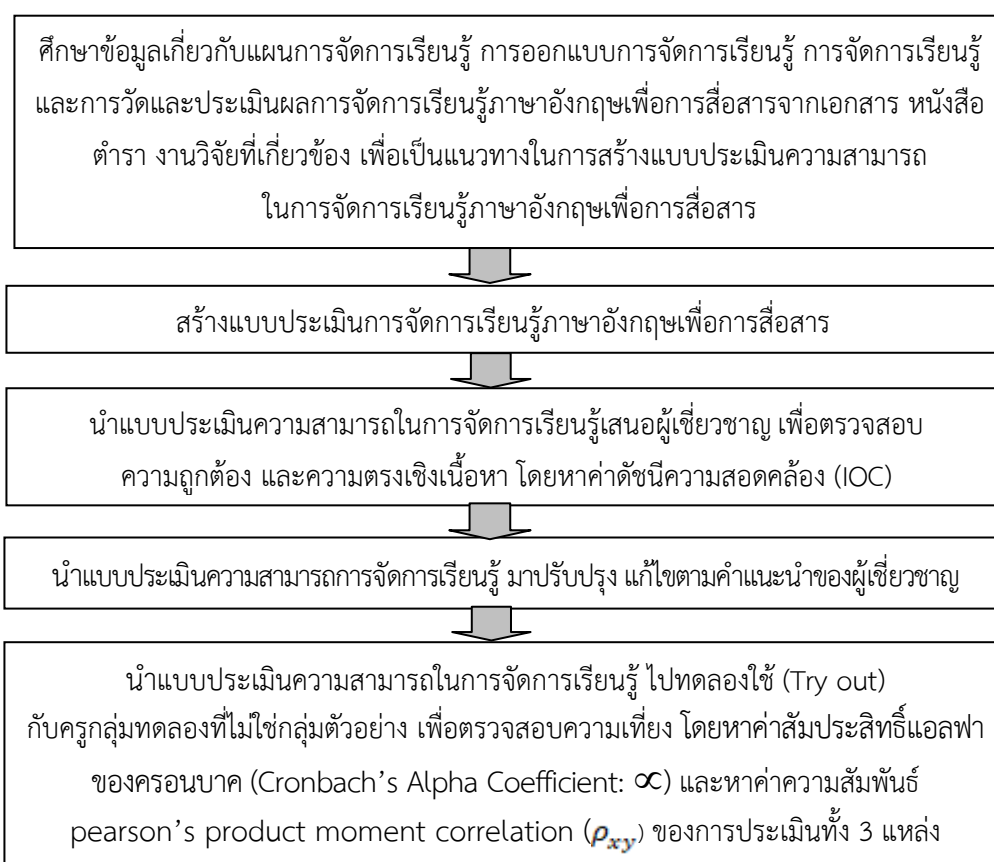 ศึกษาข้อมูลเกี่ยวกับแผนการจัดการเรียนรู้ การออกแบบการจัดการเรียนรู้ การจัดการเรียนรู้
และการวัดและประเมินผลการจัดการเรียนรู้ภาษาอังกฤษเพื่อการสื่อสารจากเอกสาร หนังสือ
ตำรา งานวิจัยที่เกี่ยวข้อง เพื่อเป็นแนวทางในการสร้างแบบประเมินความสามารถ
ในการจัดการเรียนรู้ภาษาอังกฤษเพื่อการสื่อสาร
สร้างแบบประเมินการจัดการเรียนรู้ภาษาอังกฤษเพื่อการสื่อสาร
นำแบบประเมินความสามารถในการจัดการเรียนรู้เสนอผู้เชี่ยวชาญ เพื่อตรวจสอบ
ความถูกต้อง และความตรงเชิงเนื้อหา โดยหาค่าดัชนีความสอดคล้อง (IOC)
นำแบบประเมินความสามารถการจัดการเรียนรู้ มาปรับปรุง แก้ไขตามคำแนะนำของผู้เชี่ยวชาญ
นำแบบประเมินความสามารถในการจัดการเรียนรู้ ไปทดลองใช้ (Try out)
กับครูกลุ่มทดลองที่ไม่ใช่กลุ่มตัวอย่าง เพื่อตรวจสอบความเที่ยง โดยหาค่าสัมประสิทธิ์แอลฟา
ของครอนบาค (Cronbach’s Alpha Coefficient: ∝) และหาค่าความสัมพันธ์
pearson’s product moment correlation (ρxy) ของการประเมินทั้ง 3 แหล่ง